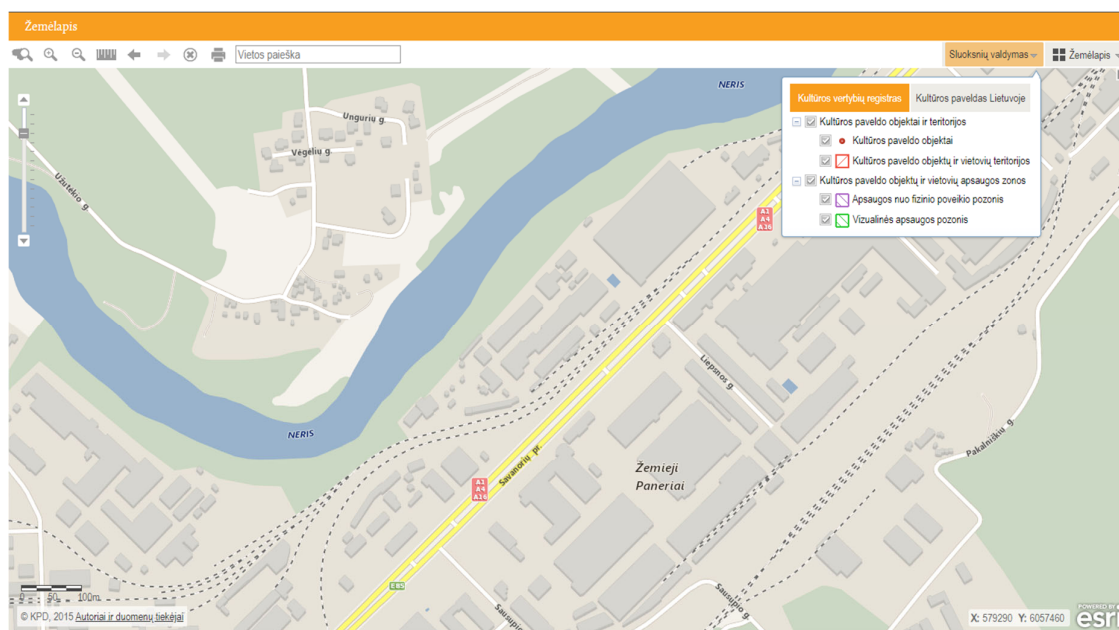 Žemėlapis
Vietos paieška
Sluoksnių valdymas
Žemėlapis
Kultūros vertybių registras
Kultūros paveldas Lietuvoje
Kultūros paveldo objektai ir teritorijos
Kultūros paveldo objektai
Kultūros paveldo objektų ir vietovių teritorijos
Kultūros paveldo objektų ir vietovių apsaugos zonos
Apsaugos nuo fizinio poveikio pozonis
Vizualinės apsaugos pozonis
NERIS
Ungurių g.
Vėgėlių g.
Užutėkio g.
A1
A4
A16
Liepsnos g.
NERIS
Savanorių pr.
Pakalniškių g.
Žemieji
Paneriai
A1
A4
A16
E85
Sausupio g.
Sausupio
0 50 100m
© KPD, 2015 Autoriai ir duomenų tiekėjai
X: 579290 Y: 6057460
POWERED BY
esri